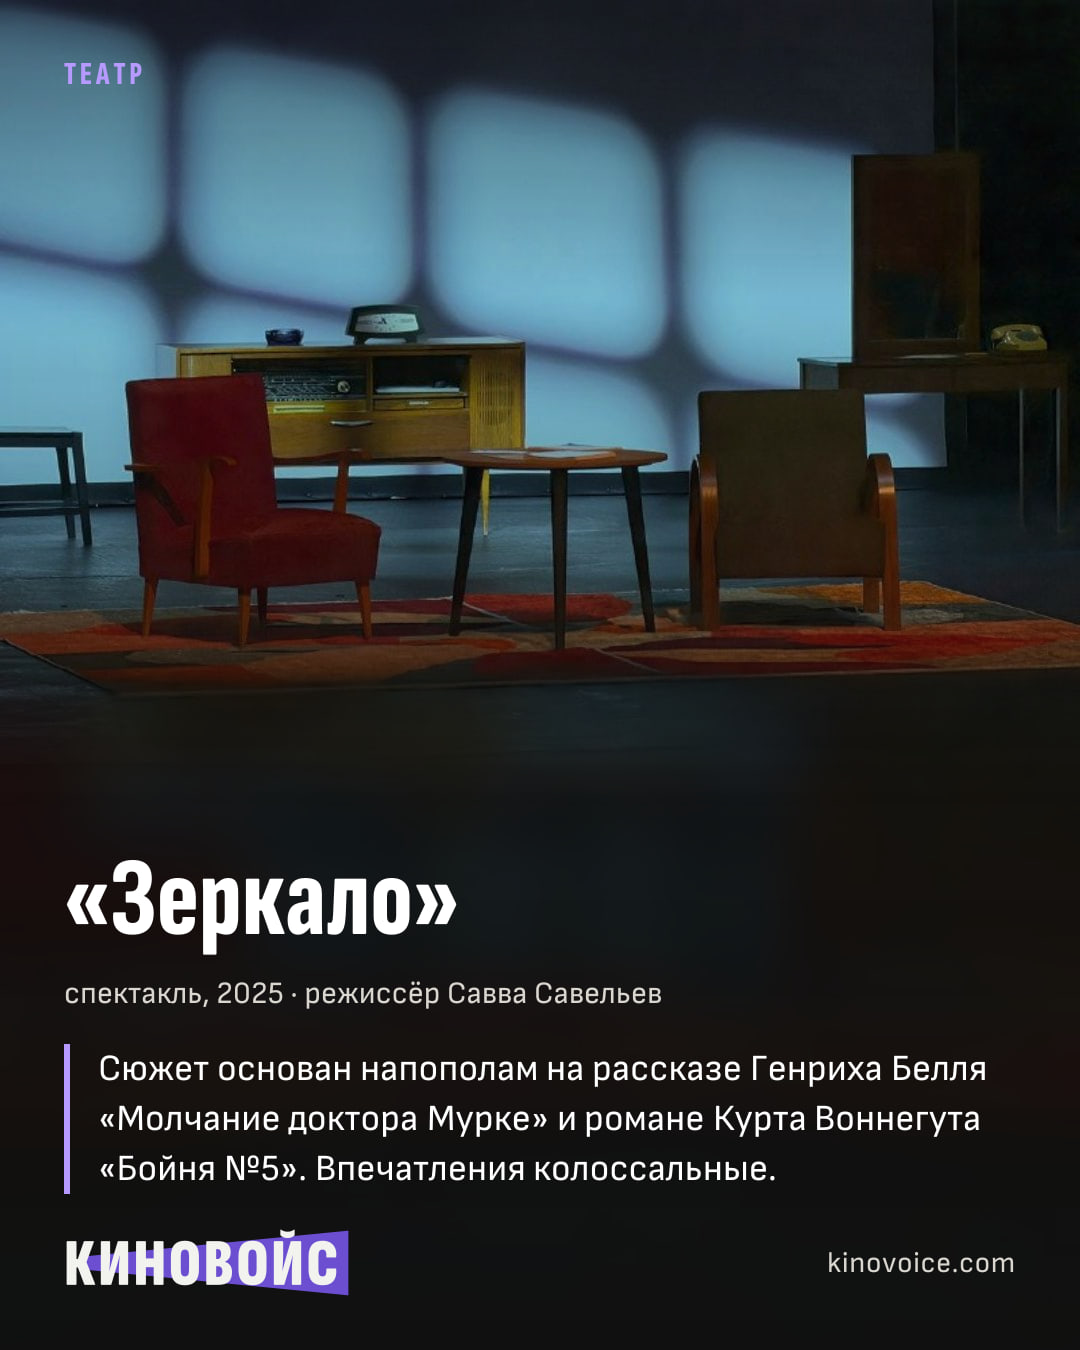 ТЕАТР
«Зеркало»
спектакль, 2025 · режиссёр Савва Савельев
Сюжет основан напополам на рассказе Генриха Белля
«Молчание доктора Мурке» и романе Курта Воннегута
«Бойня №5». Впечатления колоссальные.
КИНОВОЙС
kinovoice.com